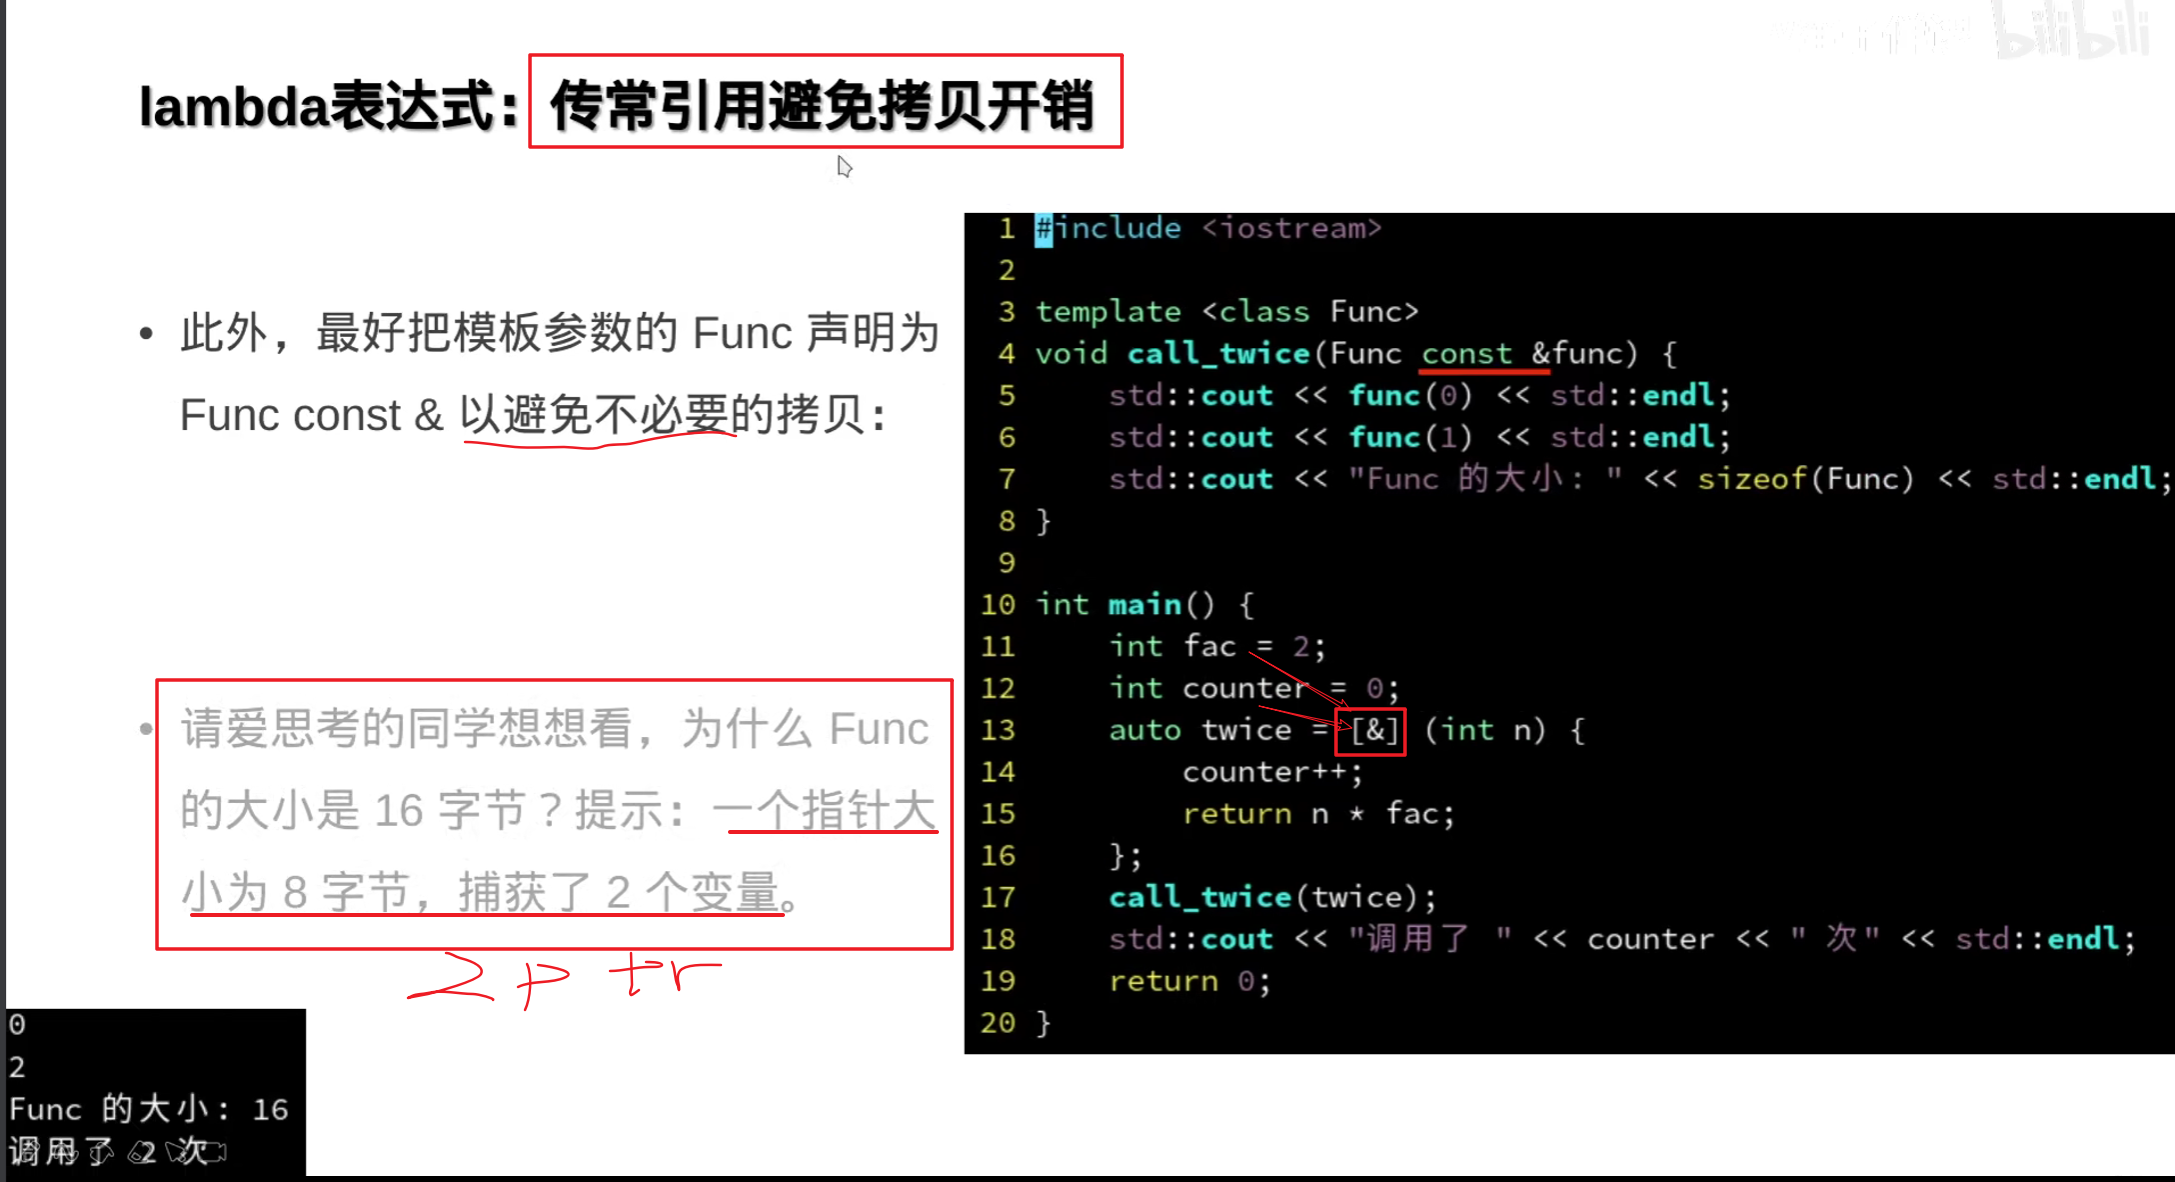 bilibili
lambda表达式：传常引用避免拷贝开销
• 此外，最好把模板参数的 Func 声明为
Func const & 以避免不必要的拷贝：
• 请爱思考的同学想想看，为什么 Func
的大小是 16 字节？提示：一个指针大
小为 8 字节，捕获了 2 个变量。
2 ptr
1 #include <iostream>
2
3 template <class Func>
4 void call_twice(Func const &func) {
5     std::cout << func(0) << std::endl;
6     std::cout << func(1) << std::endl;
7     std::cout << "Func 的大小: " << sizeof(Func) << std::endl;
8 }
9
10 int main() {
11     int fac = 2;
12     int counter = 0;
13     auto twice = [&] (int n) {
14         counter++;
15         return n * fac;
16     };
17     call_twice(twice);
18     std::cout << "调用了 " << counter << " 次" << std::endl;
19     return 0;
20 }
0
2
Func 的大小: 16
调用了 2 次